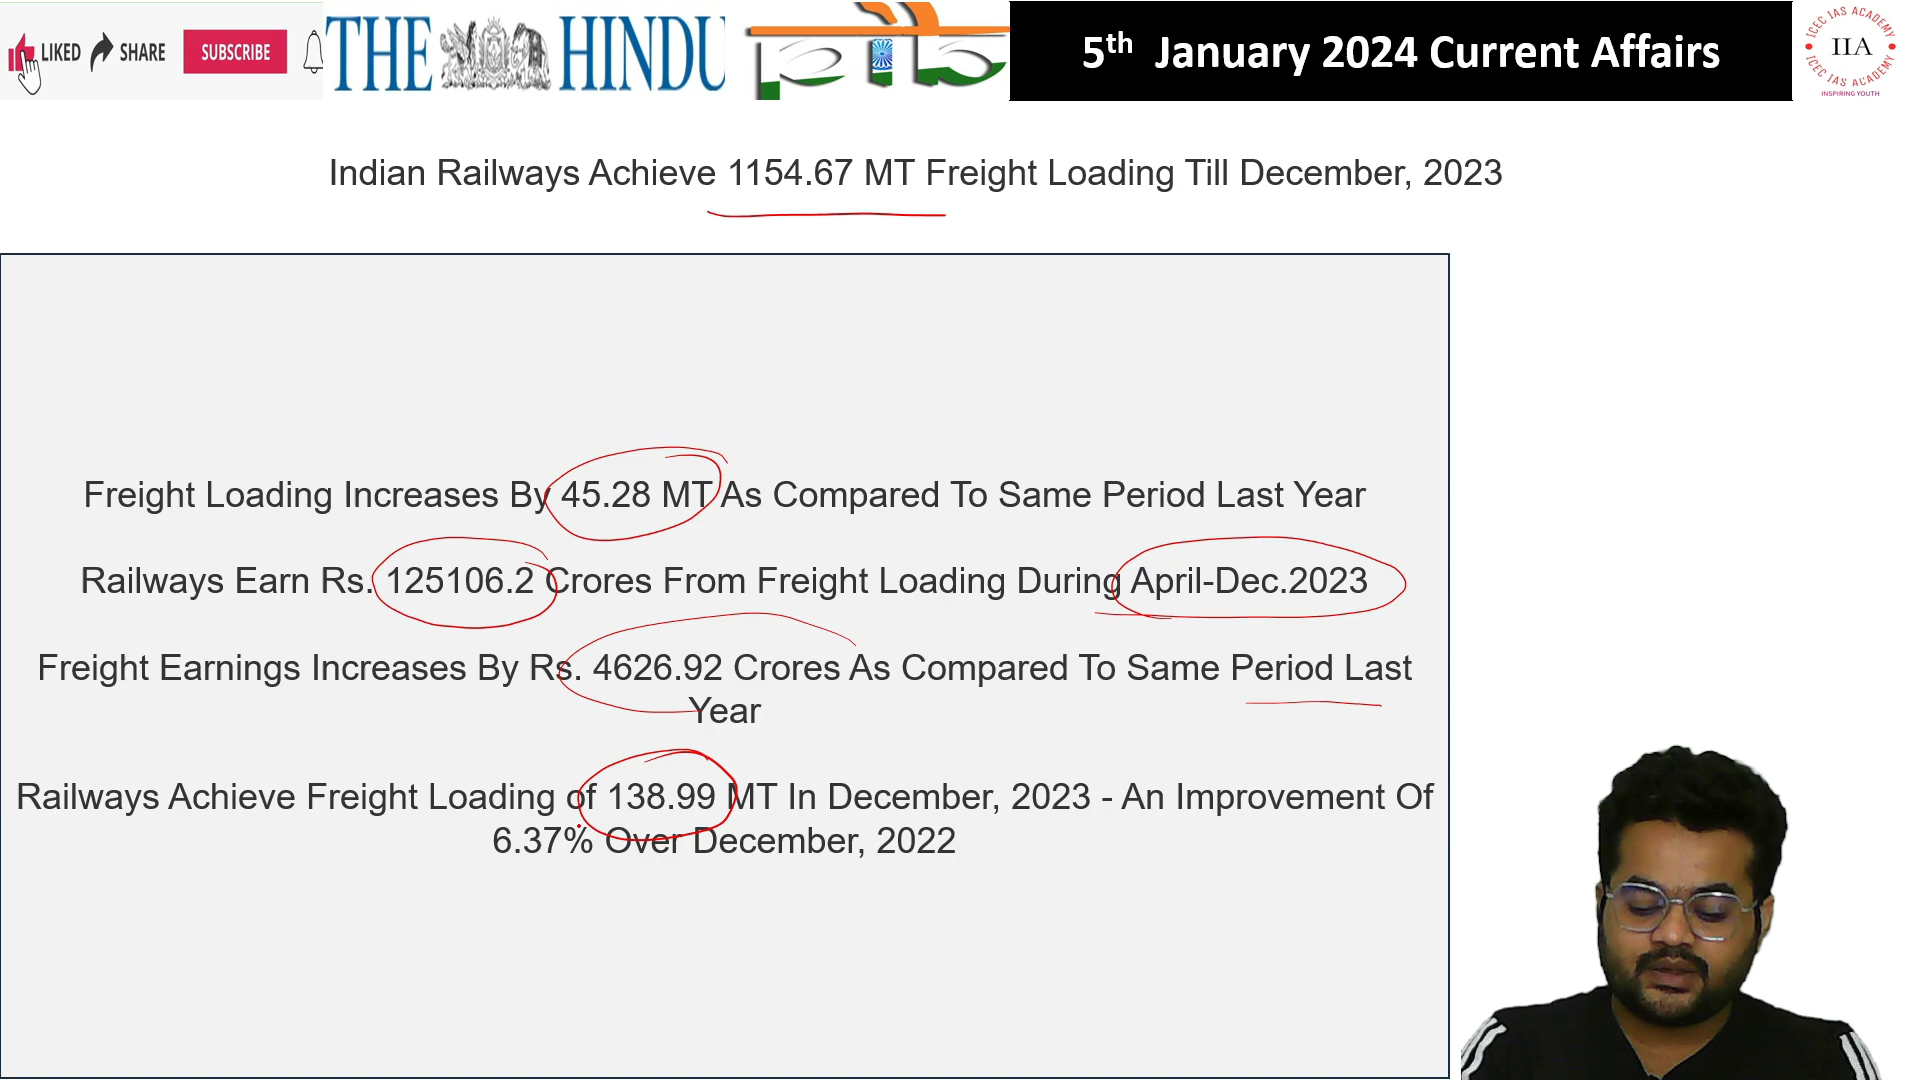 LIKED SHARE SUBSCRIBE THE HINDU pib 5th January 2024 Current Affairs
ICEC IAS ACADEMY
IIA
ICEC IAS ACADEMY
INSPIRING YOUTH
Indian Railways Achieve 1154.67 MT Freight Loading Till December, 2023
Freight Loading Increases By 45.28 MT As Compared To Same Period Last Year
Railways Earn Rs. 125106.2 Crores From Freight Loading During April-Dec.2023
Freight Earnings Increases By Rs. 4626.92 Crores As Compared To Same Period Last
Year
Railways Achieve Freight Loading of 138.99 MT In December, 2023 - An Improvement Of
6.37% Over December, 2022